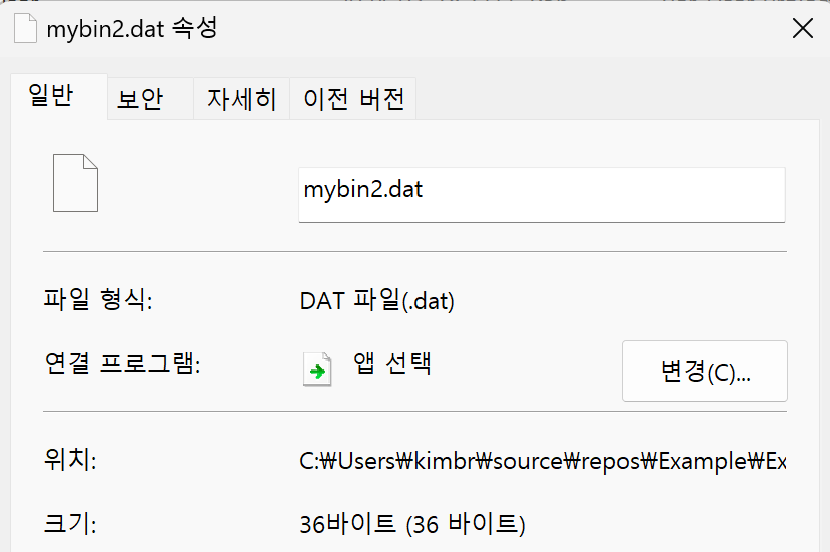 mybin2.dat 속성
일반 보안 자세히 이전 버전
mybin2.dat
파일 형식: DAT 파일(.dat)
연결 프로그램: 앱 선택 변경(C)...
위치: C:₩Users₩kimbr₩source₩repos₩Example₩Ex
크기: 36바이트 (36 바이트)